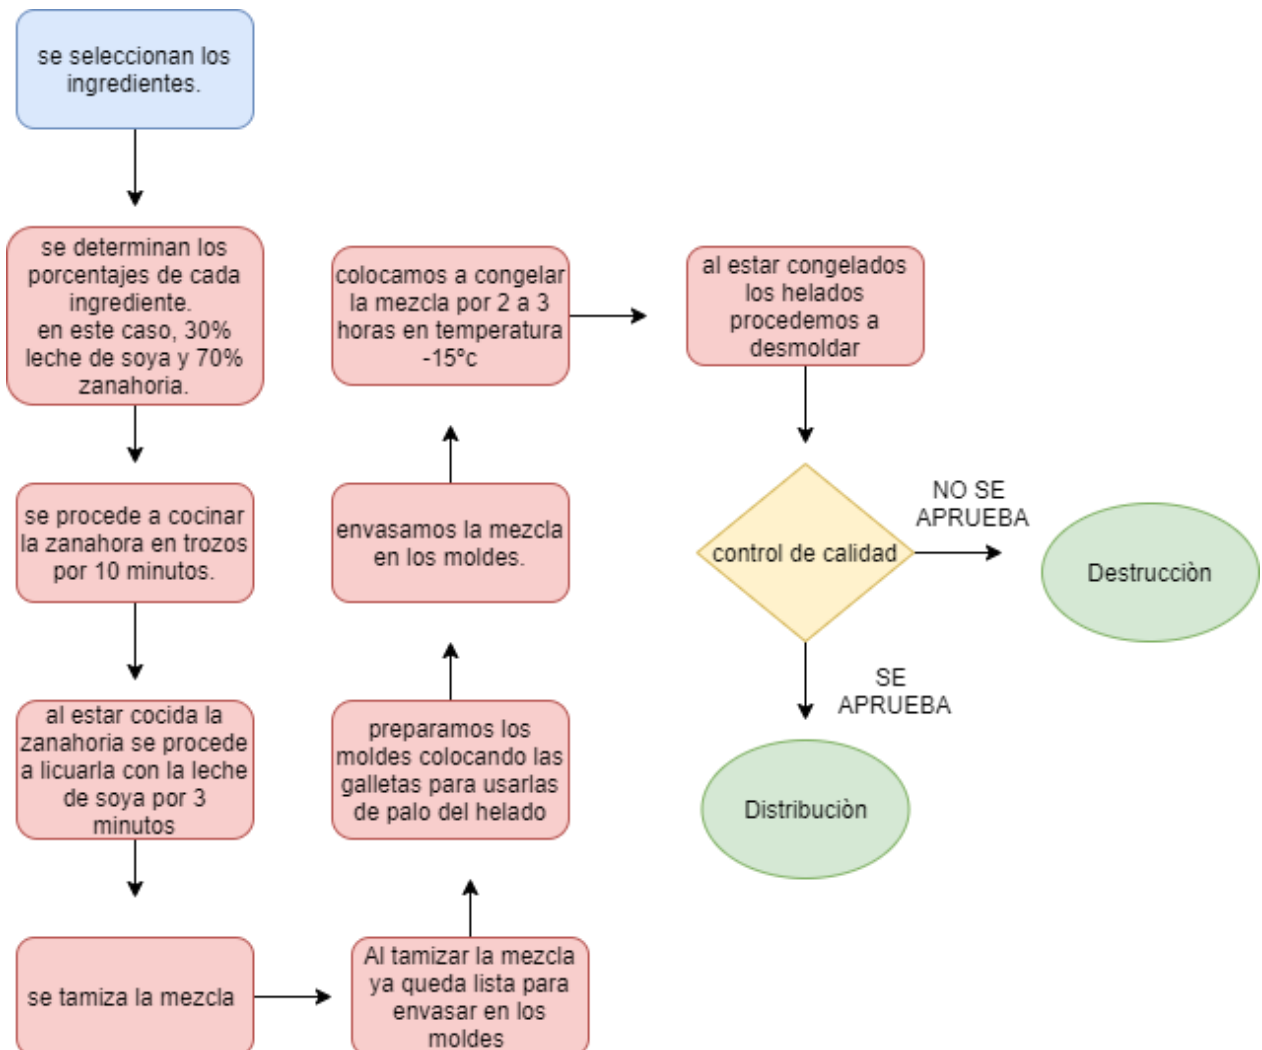 se seleccionan los
ingredientes.
se determinan los
porcentajes de cada
ingrediente.
en este caso, 30%
leche de soya y 70%
zanahoria.
se procede a cocinar
la zanahora en trozos
por 10 minutos.
al estar cocida la
zanahoria se procede
a licuarla con la leche
de soya por 3
minutos
se tamiza la mezcla
Al tamizar la mezcla
ya queda lista para
envasar en los
moldes
preparamos los
moldes colocando las
galletas para usarlas
de palo del helado
envasamos la mezcla
en los moldes.
colocamos a congelar
la mezcla por 2 a 3
horas en temperatura
-15ºc
al estar congelados
los helados
procedemos a
desmoldar
control de calidad
NO SE
APRUEBA
Destrucciòn
SE
APRUEBA
Distribuciòn